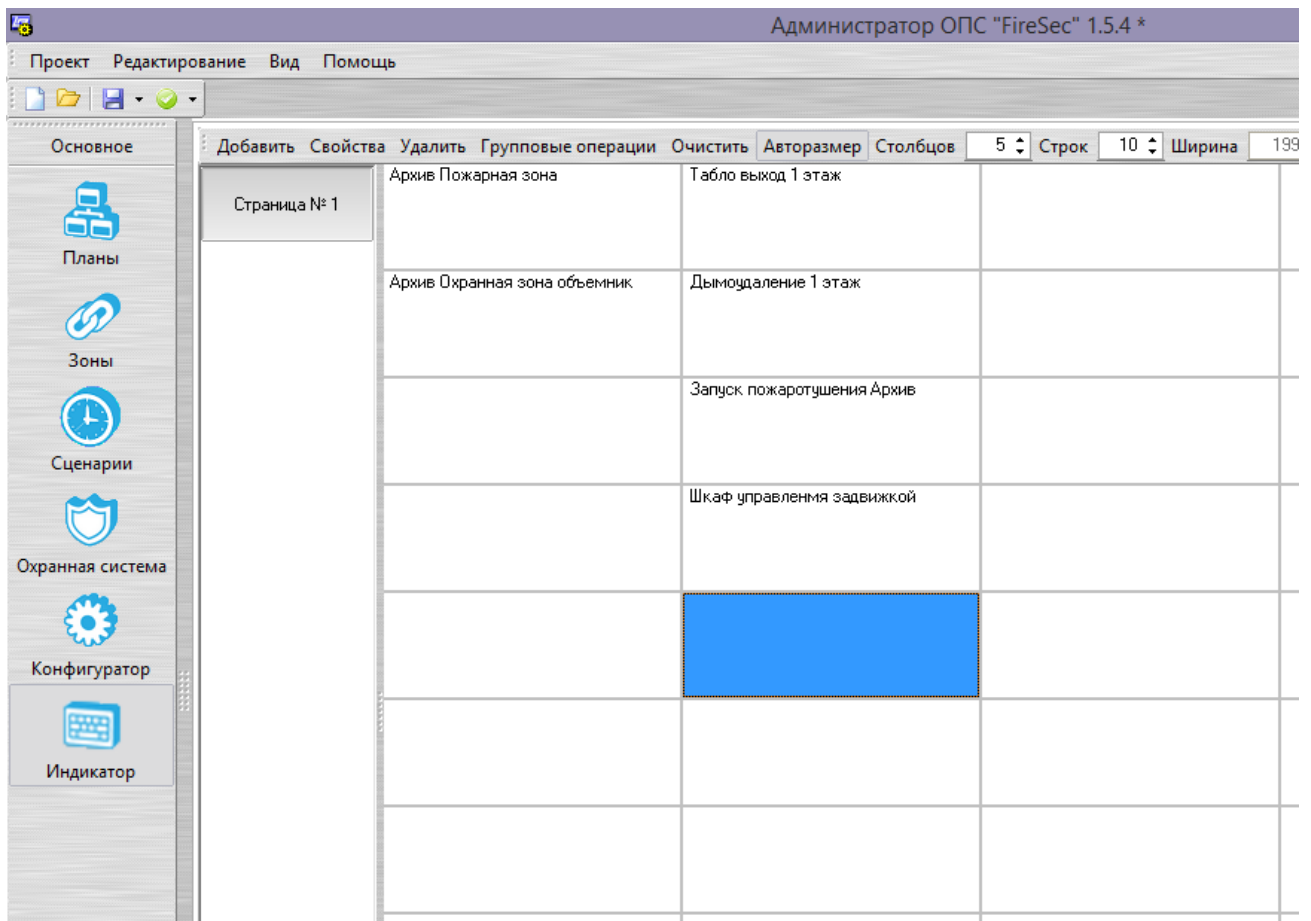 Администратор ОПС "FireSec" 1.5.4 *
Проект Редактирование Вид Помощь
Основное
Добавить Свойства Удалить Групповые операции Очистить Авторазмер Столбцов 5 Строк 10 Ширина 199
Страница № 1
Архив Пожарная зона Табло выход 1 этаж
Планы
Архив Охранная зона объемник Дымоудаление 1 этаж
Зоны
Запуск пожаротушения Архив
Сценарии
Шкаф управленмя задвижкой
Охранная система
Конфигуратор
Индикатор